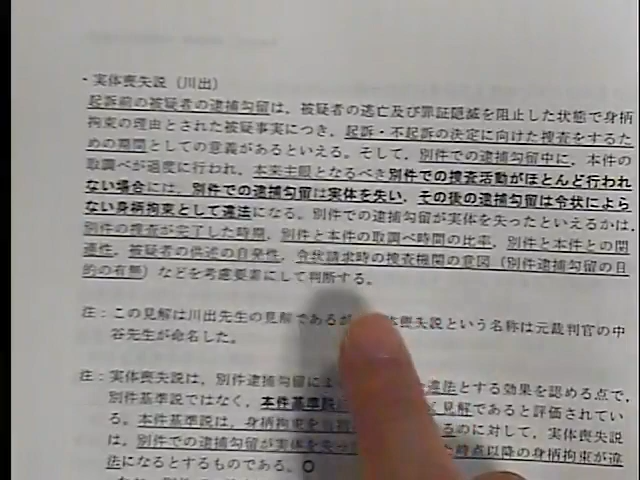 ・実体喪失説（川出）
起訴前の被疑者の逮捕勾留は、被疑者の逃亡及び罪証隠滅を阻止した状態で身柄
拘束の理由とされた被疑事実につき、起訴・不起訴の決定に向けた捜査をするた
めの期間としての意義があるといえる。そして、別件での逮捕勾留中に、本件の
取調べが過度に行われ、本来主眼となるべき別件での捜査活動がほとんど行われ
ない場合には、別件での逮捕勾留は実体を失い、その後の逮捕勾留は令状によら
ない身柄拘束として違法になる。別件での逮捕勾留が実体を失ったといえるかは、
別件の捜査が完了した時期、別件と本件の取調べ時間の比率、別件と本件との関
連性、被疑者の供述の自発性、令状請求時の捜査機関の意図（別件逮捕勾留の目
的の有無）などを考慮要素にして判断する。
注：この見解は川出先生の見解であるが 体喪失説という名称は元裁判官の中
谷先生が命名した。
注：実体喪失説は、別件逮捕勾留によ 違法とする効果を認める点で、
別件基準説ではなく、本件基準説 く見解であると評価されてい
る。本件基準説は、身柄拘束を当初 るのに対して、実体喪失説
は、別件での逮捕勾留が実体を失っ 時点以降の身柄拘束が違
法になるとするものである。